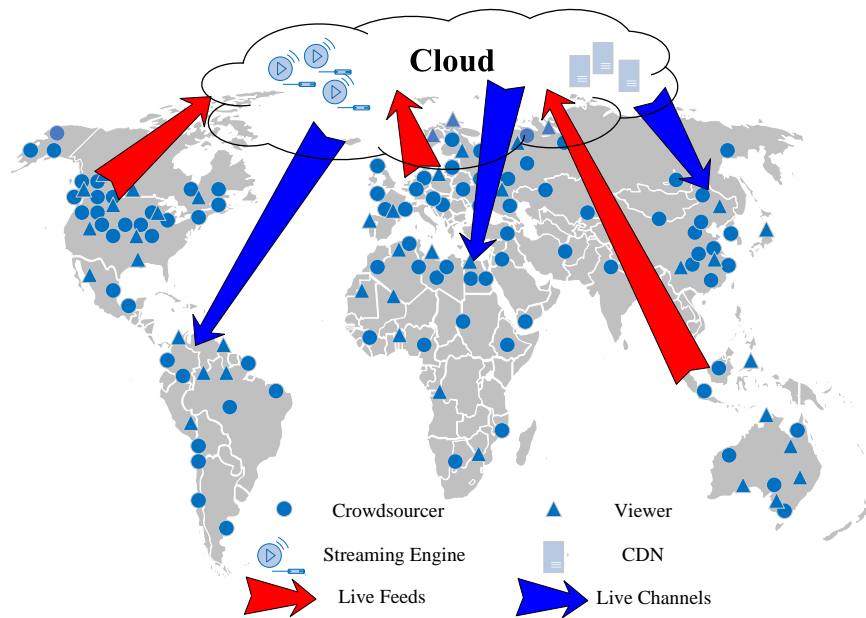 Cloud
Crowdsourcer
Viewer
Streaming Engine
CDN
Live Feeds
Live Channels